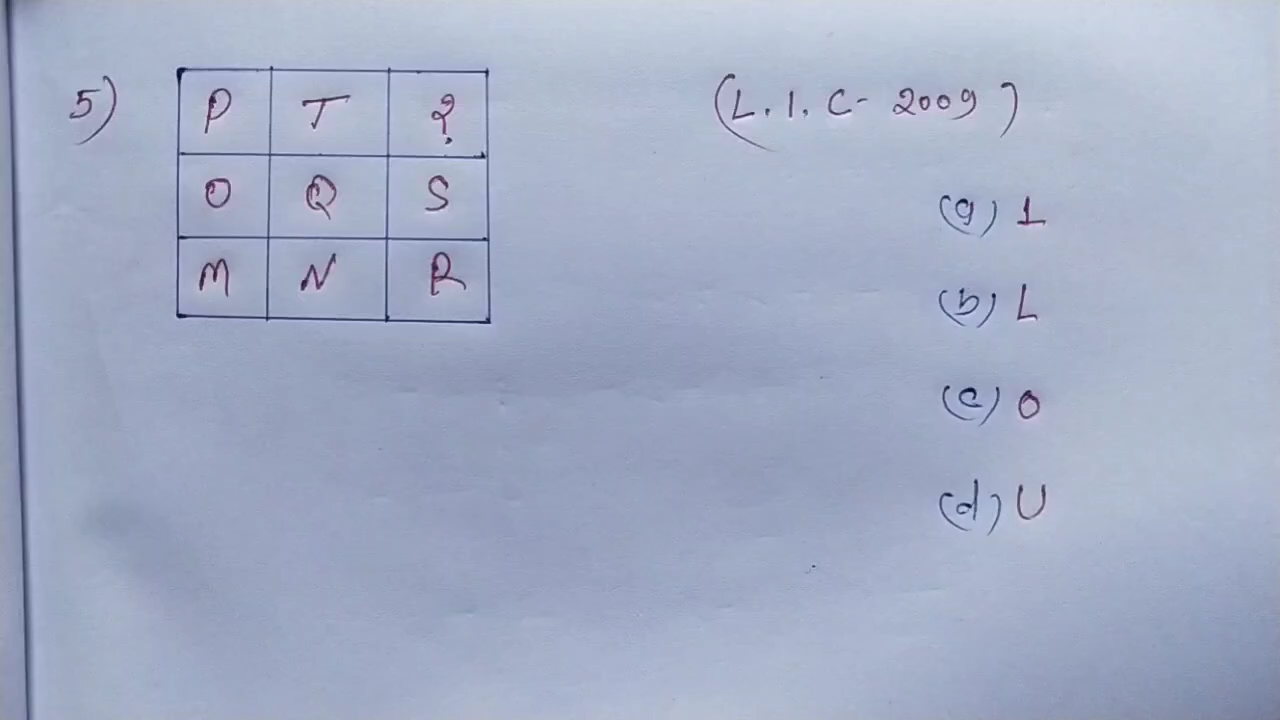 5) P T ? (L.I.C- 2009)
O Q S
M N R
(a) I
(b) L
(c) O
(d) U